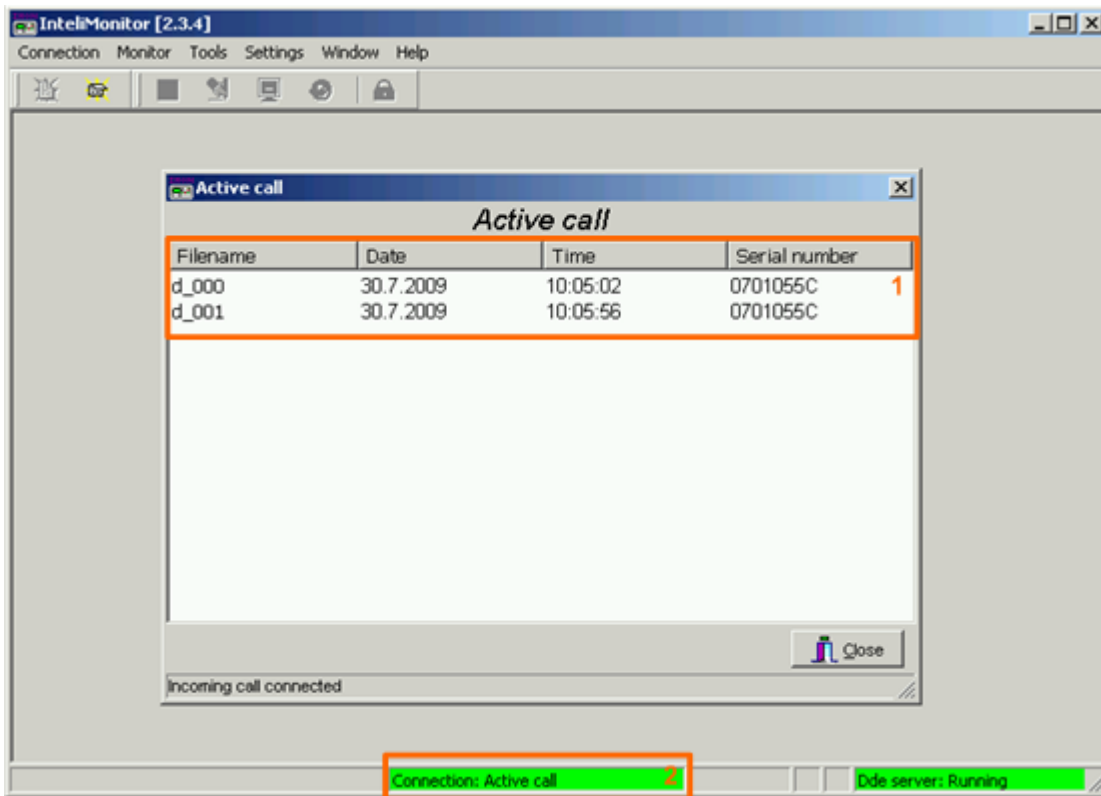 InteliMonitor [2.3.4]
Connection Monitor Tools Settings Window Help
Active call
Active call
Filename Date Time Serial number
d_000 30.7.2009 10:05:02 0701055C 1
d_001 30.7.2009 10:05:56 0701055C
Close
Incoming call connected
Connection: Active call 2 Dde server: Running